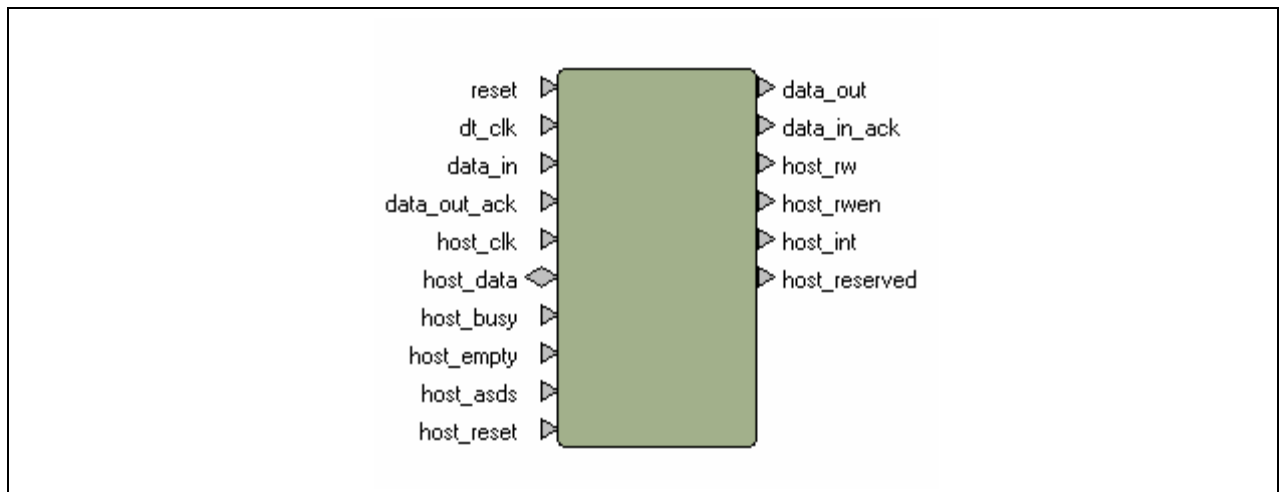 reset
dt_clk
data_in
data_out_ack
host_clk
host_data
host_busy
host_empty
host_asds
host_reset
data_out
data_in_ack
host_rw
host_rwen
host_int
host_reserved